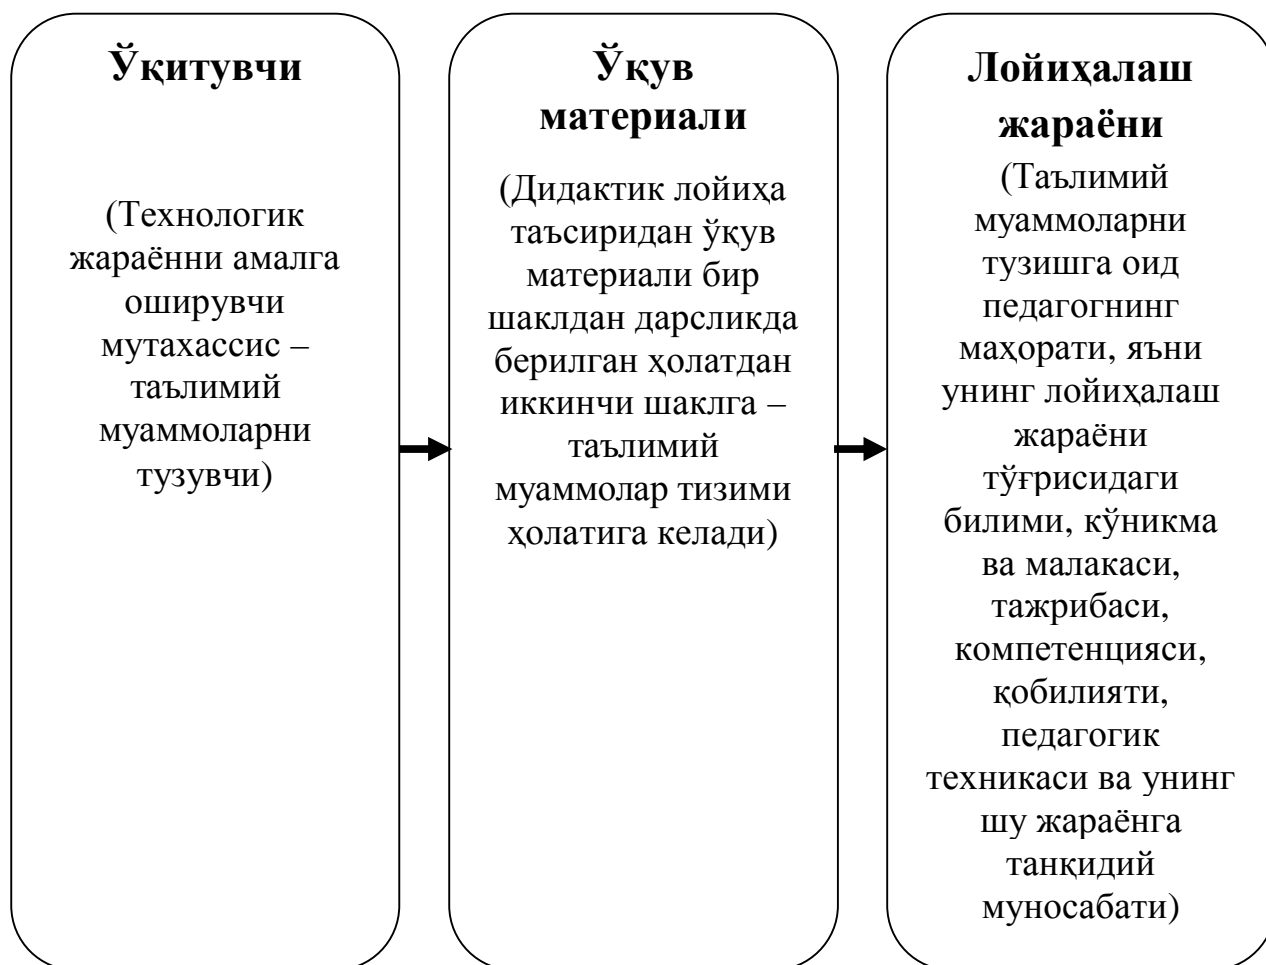 Ўқитувчи
(Технологик
жараённи амалга
оширувчи
мутахассис –
таълимий
муаммоларни
тузувчи)
Ўқув
материали
(Дидактик лойиҳа
таъсиридан ўқув
материали бир
шаклдан дарсликда
берилган ҳолатдан
иккинчи шаклга –
таълимий
муаммолар тизими
ҳолатига келади)
Лойиҳалаш
жараёни
(Таълимий
муаммоларни
тузишга оид
педагогнинг
маҳорати, яъни
унинг лойиҳалаш
жараёни
тўғрисидаги
билими, кўникма
ва малакаси,
тажрибаси,
компетенцияси,
қобилияти,
педагогик
техникаси ва унинг
шу жараёнга
танқидий
муносабати)